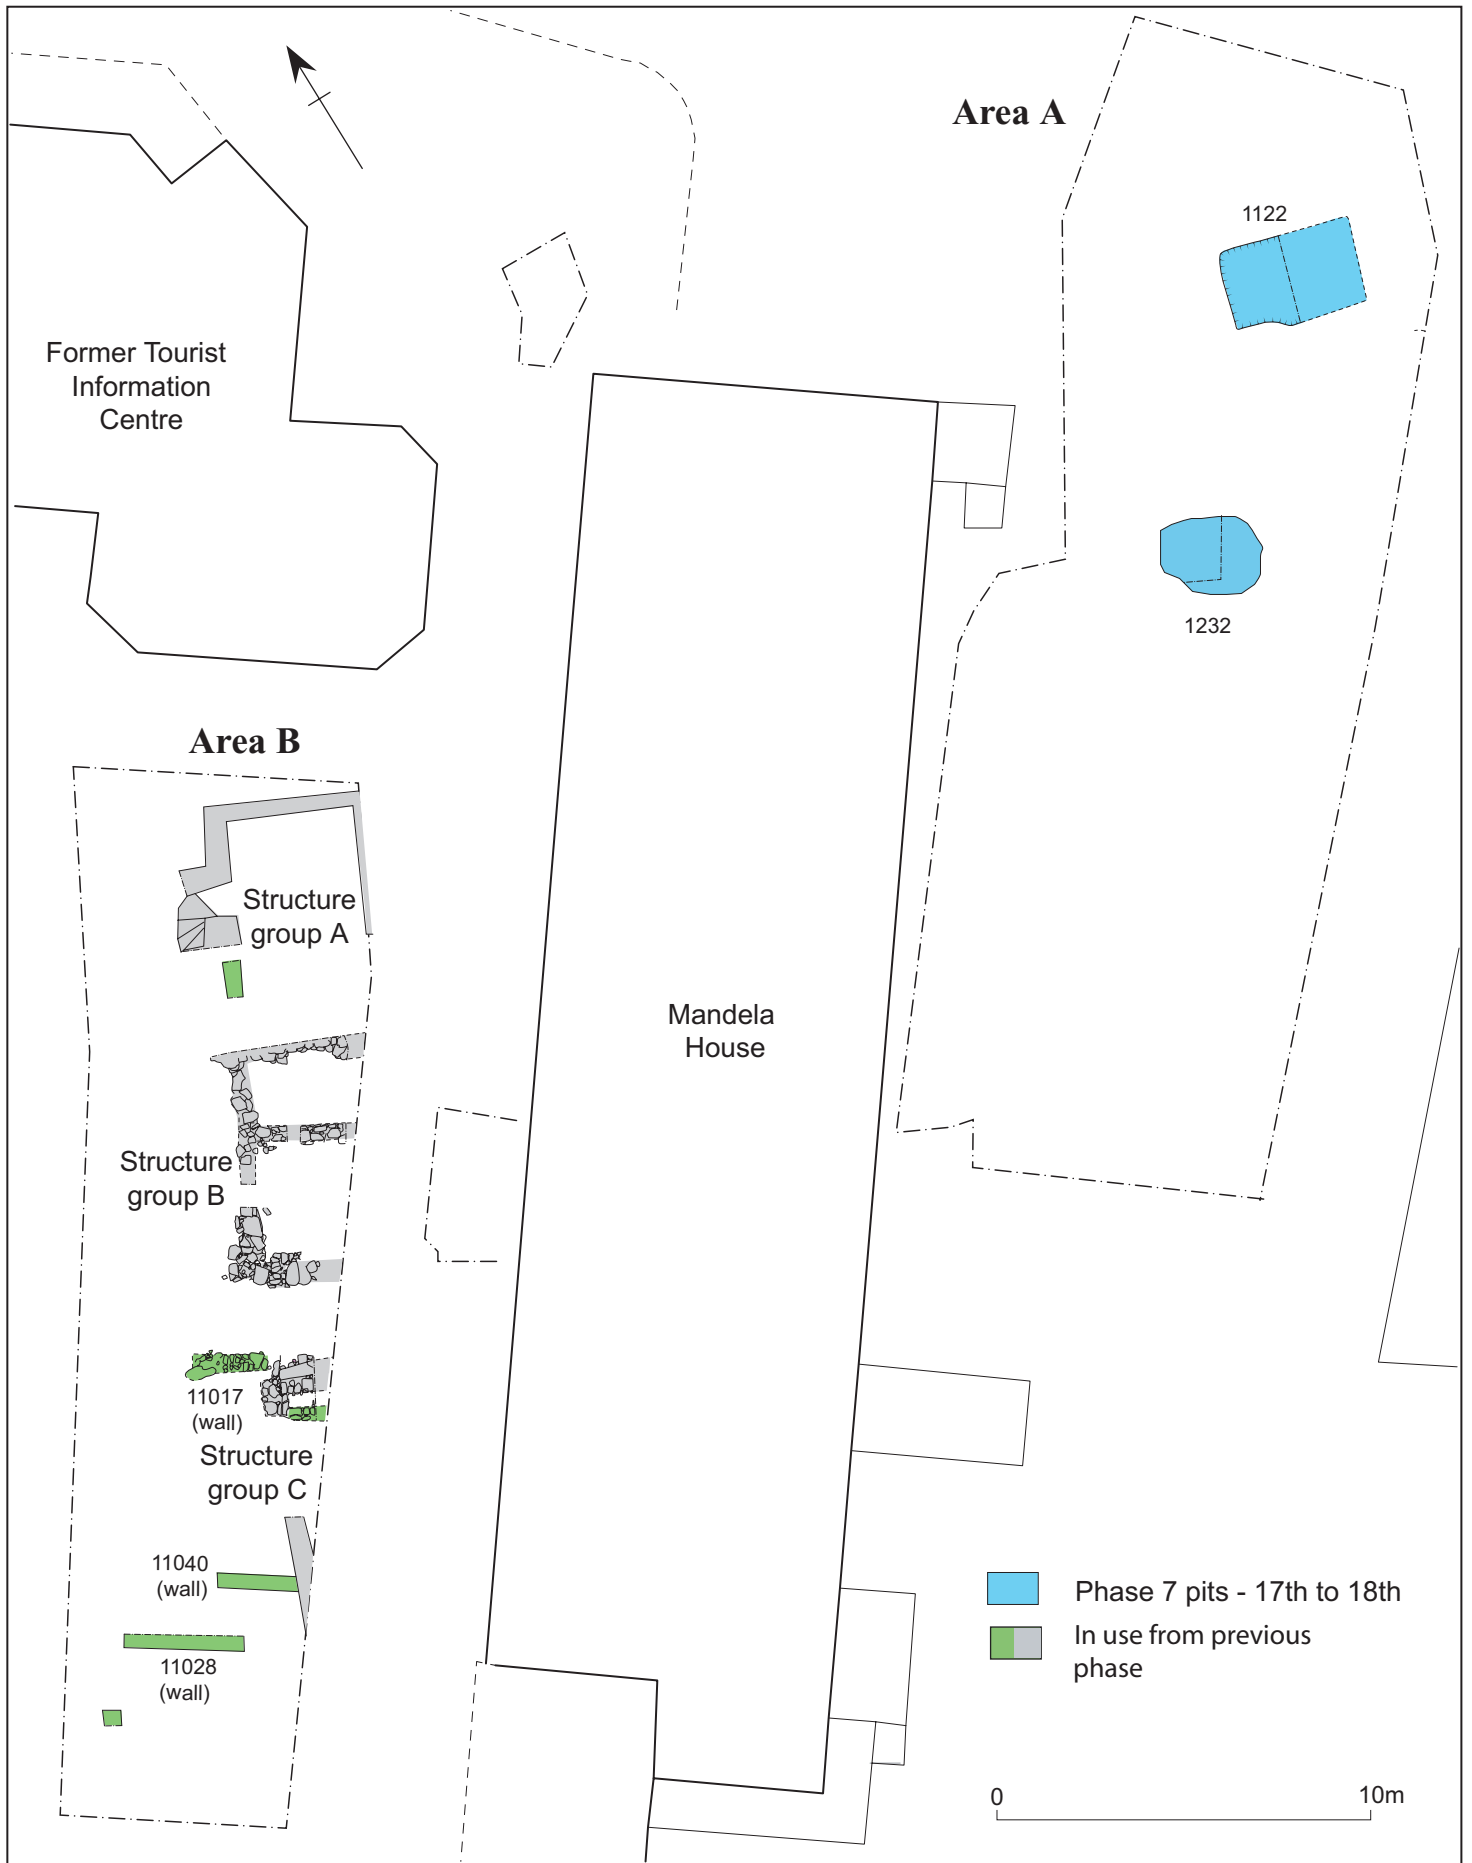 Area A
1122
Former Tourist
Information
Centre
1232
Area B
Structure
group A
Mandela
House
Structure
group B
11017
(wall)
Structure
group C
11040
(wall)
11028
(wall)
Phase 7 pits - 17th to 18th
In use from previous
phase
0 10m